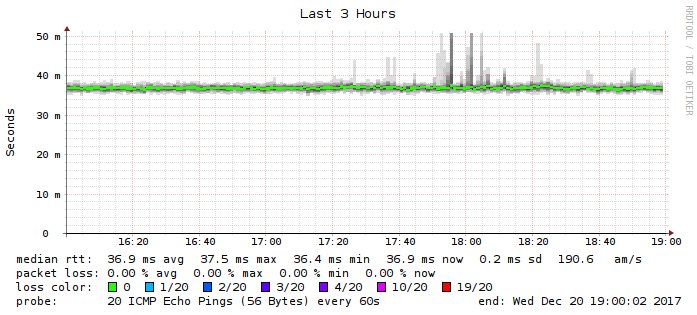 Last 3 Hours
RRDTOOL / TOBI OETIKER
Seconds
50 m
40 m
30 m
20 m
10 m
0
16:20 16:40 17:00 17:20 17:40 18:00 18:20 18:40 19:00
median rtt: 36.9 ms avg 37.5 ms max 36.4 ms min 36.9 ms now 0.2 ms sd 190.6 am/s
packet loss: 0.00 % avg 0.00 % max 0.00 % min 0.00 % now
loss color: 0 1/20 2/20 3/20 4/20 10/20 19/20
probe: 20 ICMP Echo Pings (56 Bytes) every 60s end: Wed Dec 20 19:00:02 2017